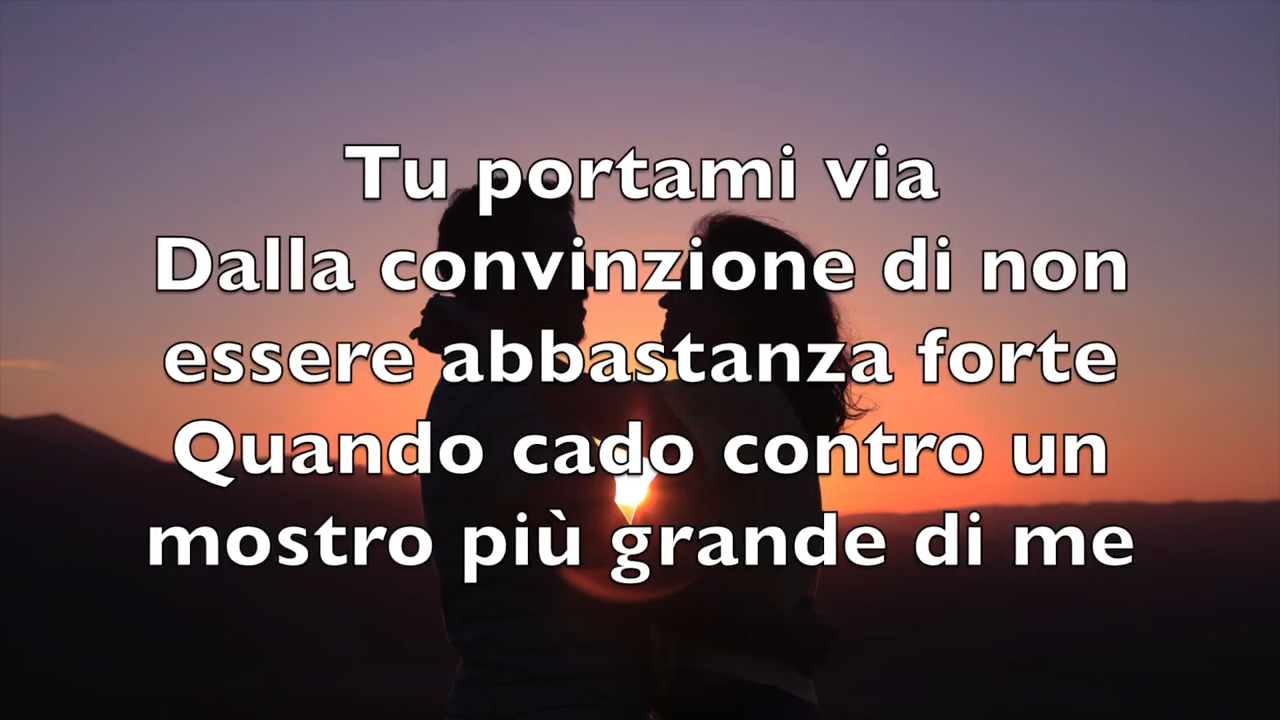 Tu portami via
Dalla convinzione di non
essere abbastanza forte
Quando cado contro un
mostro più grande di me